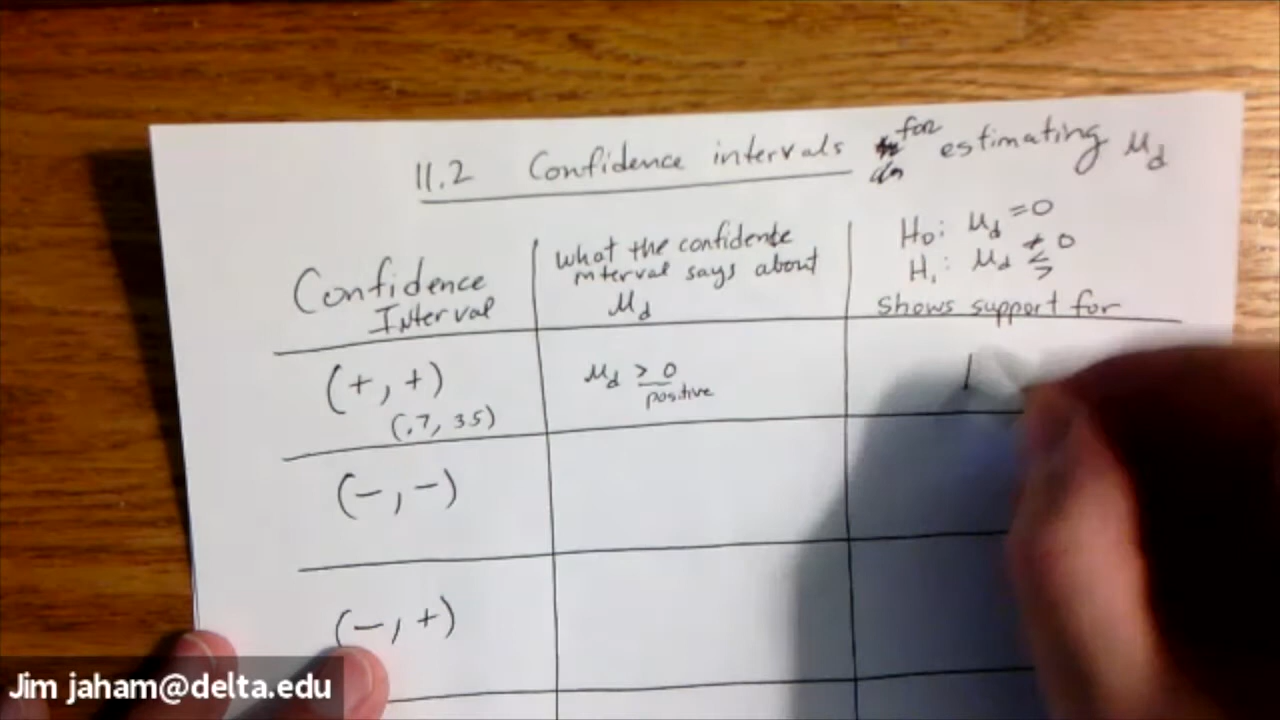 11.2 Confidence intervals for estimating μd
Confidence
Interval
What the confidence
interval says about
μd
H0: μd = 0
H1: μd ≠ 0
<
>
Shows support for
(+, +)
(.7, 35)
μd > 0
positive
(-, -)
(-, +)
Jim jaham@delta.edu